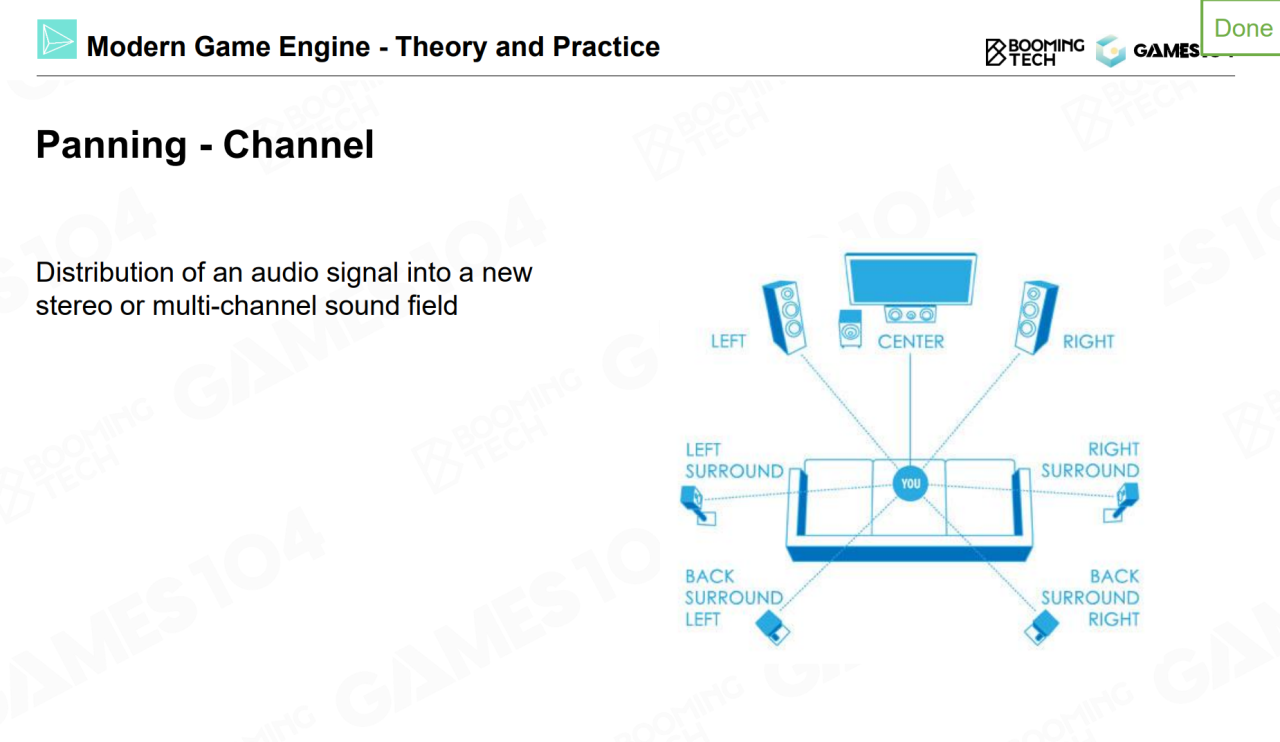 Modern Game Engine - Theory and Practice
BOOMING
TECH
GAMES
Done
Panning - Channel
Distribution of an audio signal into a new
stereo or multi-channel sound field
LEFT
CENTER
RIGHT
LEFT
SURROUND
RIGHT
SURROUND
YOU
BACK
SURROUND
LEFT
BACK
SURROUND
RIGHT